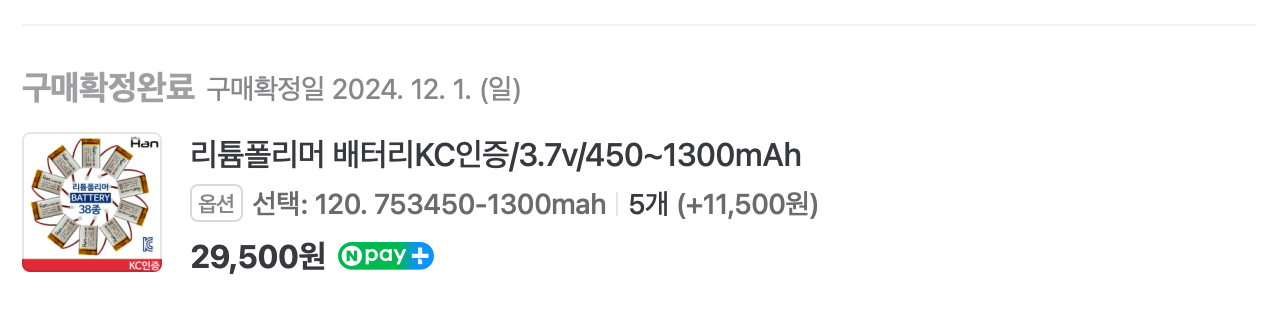 구매확정완료 구매확정일 2024. 12. 1. (일)
Han
리튬폴리머
BATTERY
38종
KC인증
리튬폴리머 배터리KC인증/3.7v/450~1300mAh
옵션 선택: 120. 753450-1300mah 5개 (+11,500원)
29,500원 N pay +